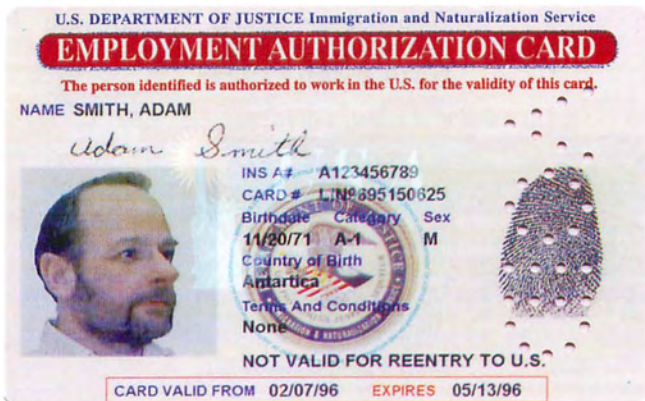 U.S. DEPARTMENT OF JUSTICE Immigration and Naturalization Service
EMPLOYMENT AUTHORIZATION CARD
The person identified is authorized to work in the U.S. for the validity of this card.
NAME SMITH, ADAM
Adam Smith
INS A# A123456789
CARD # LIN9695150625
Birthdate Category Sex
11/20/71 A-1 M
Country of Birth
Antartica
Terms And Conditions
None
NOT VALID FOR REENTRY TO U.S.
CARD VALID FROM 02/07/96 EXPIRES 05/13/96